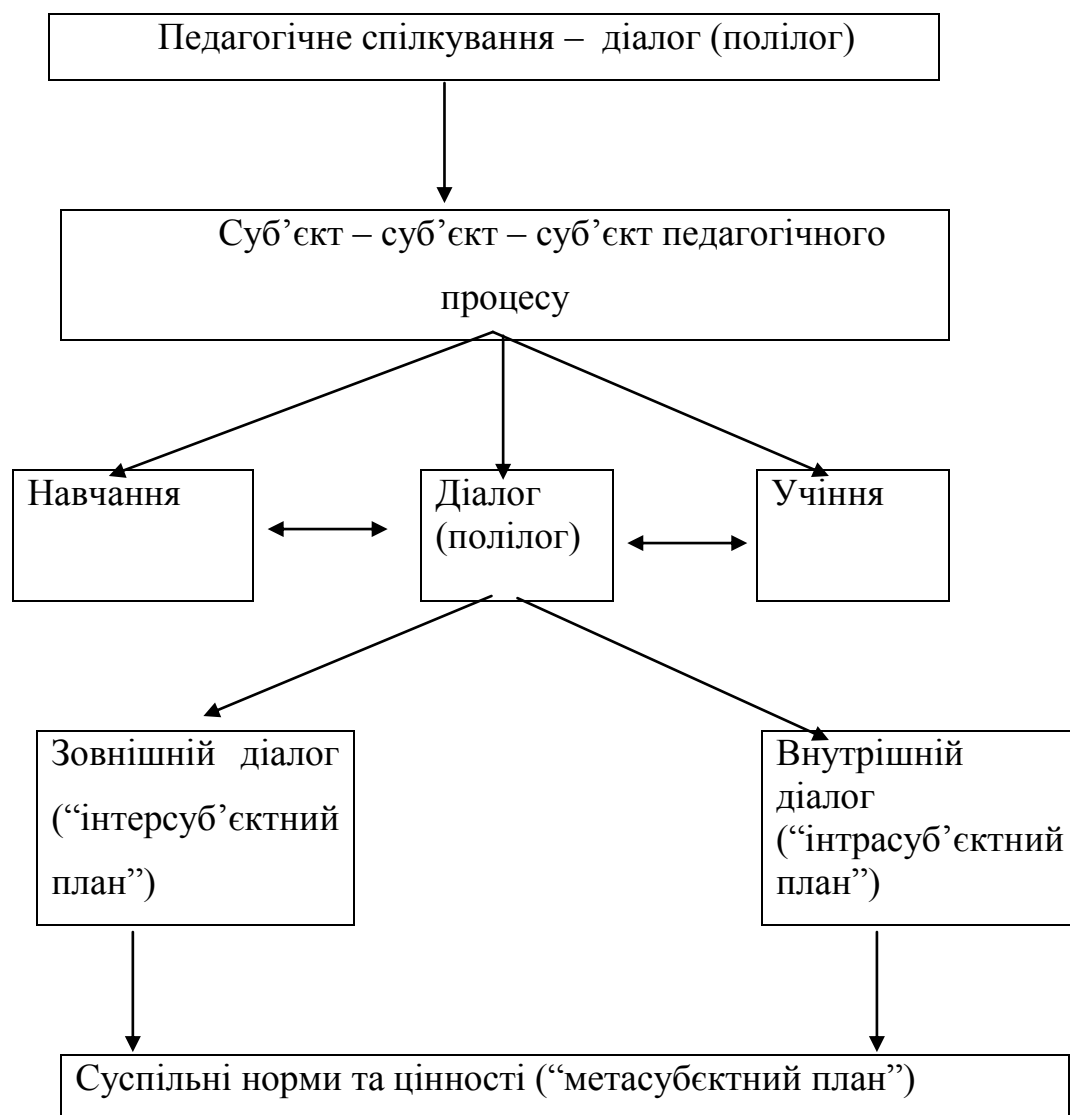 Педагогічне спілкування – діалог (полілог)
Суб’єкт – суб’єкт – суб’єкт педагогічного
процесу
Навчання
Діалог
(полілог)
Учіння
Зовнішній діалог
(“інтерсуб’єктний
план”)
Внутрішній
діалог
(“інтрасуб’єктний
план”)
Суспільні норми та цінності (“метасубєктний план”)